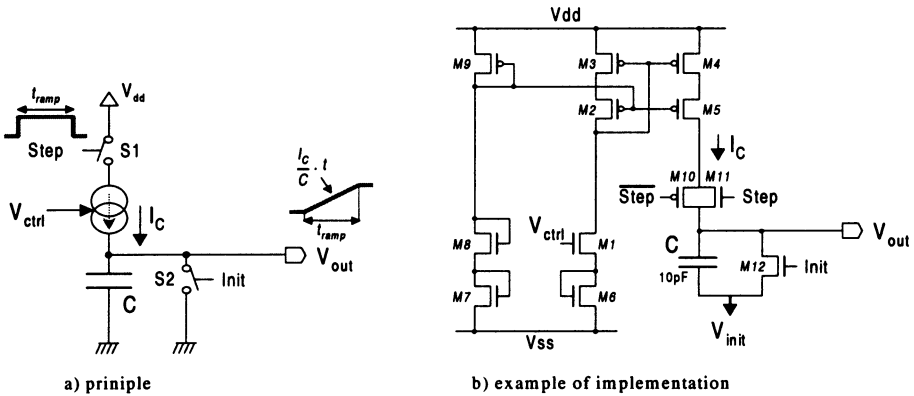 Vdd
M9
M3
M4
M2
M5
t_ramp
V_dd
Step
S1
I_C/C · t
V_ctrl
I_C
t_ramp
V_out
S2
Init
C
I_C
M10 M11
S̅t̅e̅p̅
Step
V_ctrl
M8
M1
C
10pF
M12
Init
V_out
M7
M6
V_init
Vss
a) priniple
b) example of implementation